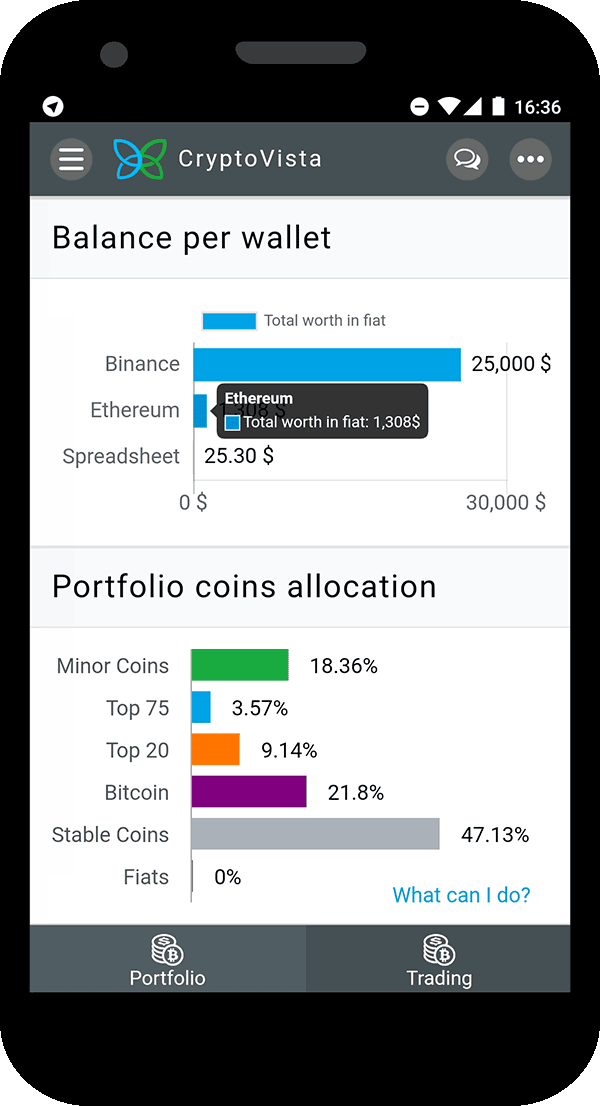 16:36
CryptoVista
Balance per wallet
Total worth in fiat
Binance 25,000 $
Ethereum 1,308 $
Ethereum
Total worth in fiat: 1,308$
Spreadsheet 25.30 $
0 $ 30,000 $
Portfolio coins allocation
Minor Coins 18.36%
Top 75 3.57%
Top 20 9.14%
Bitcoin 21.8%
Stable Coins 47.13%
Fiats 0%
What can I do?
Portfolio Trading